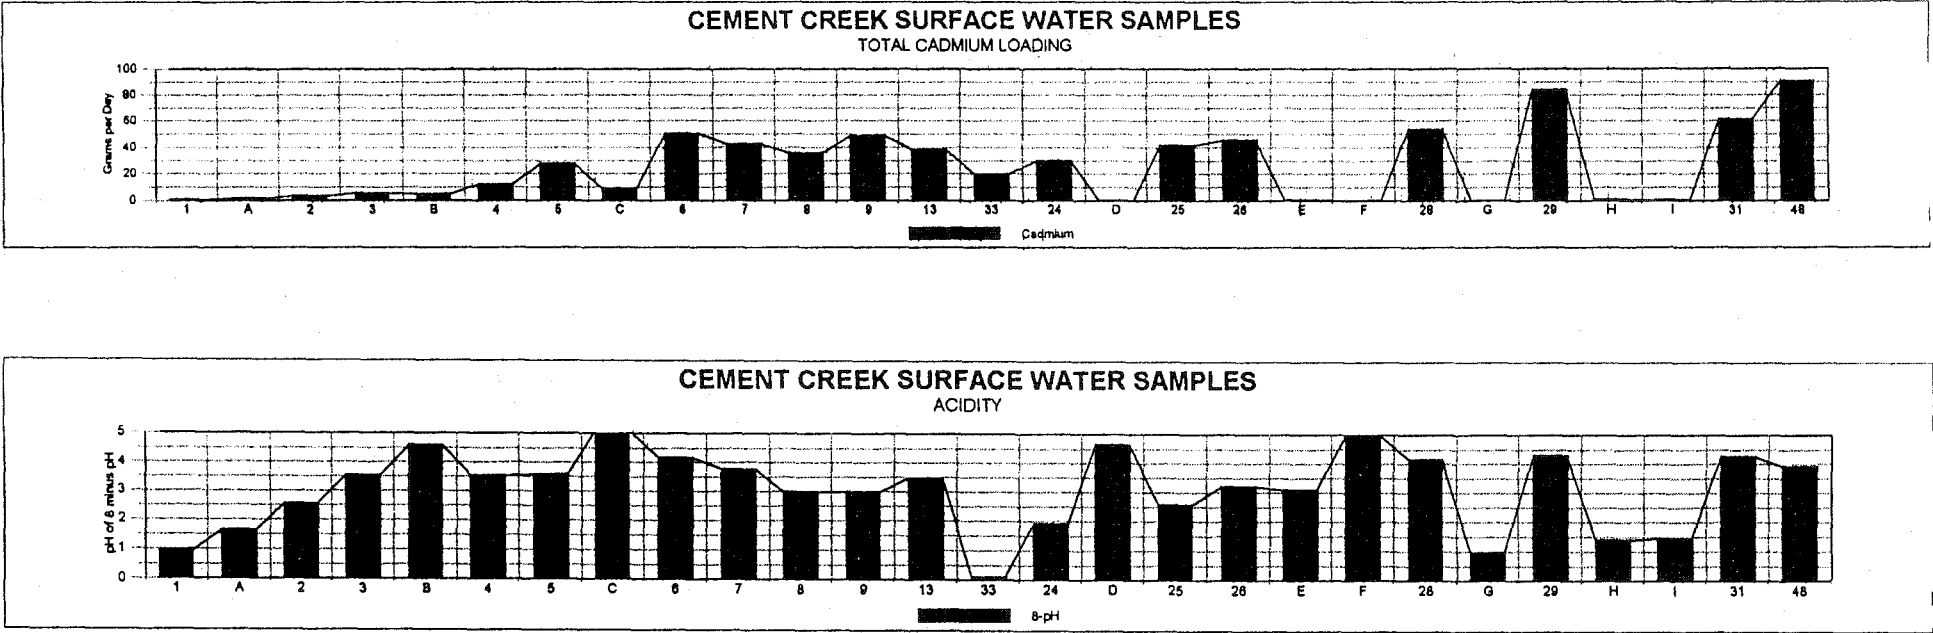 CEMENT CREEK SURFACE WATER SAMPLES
TOTAL CADMIUM LOADING
Grams per Day
100
80
60
40
20
0
1 A 2 3 B 4 5 C 6 7 8 9 13 33 24 D 25 26 E F 28 G 29 H I 31 48
Cadmium
CEMENT CREEK SURFACE WATER SAMPLES
ACIDITY
pH of 8 minus pH
5
4
3
2
1
0
1 A 2 3 B 4 5 C 6 7 8 9 13 33 24 D 25 26 E F 28 G 29 H I 31 48
8-pH